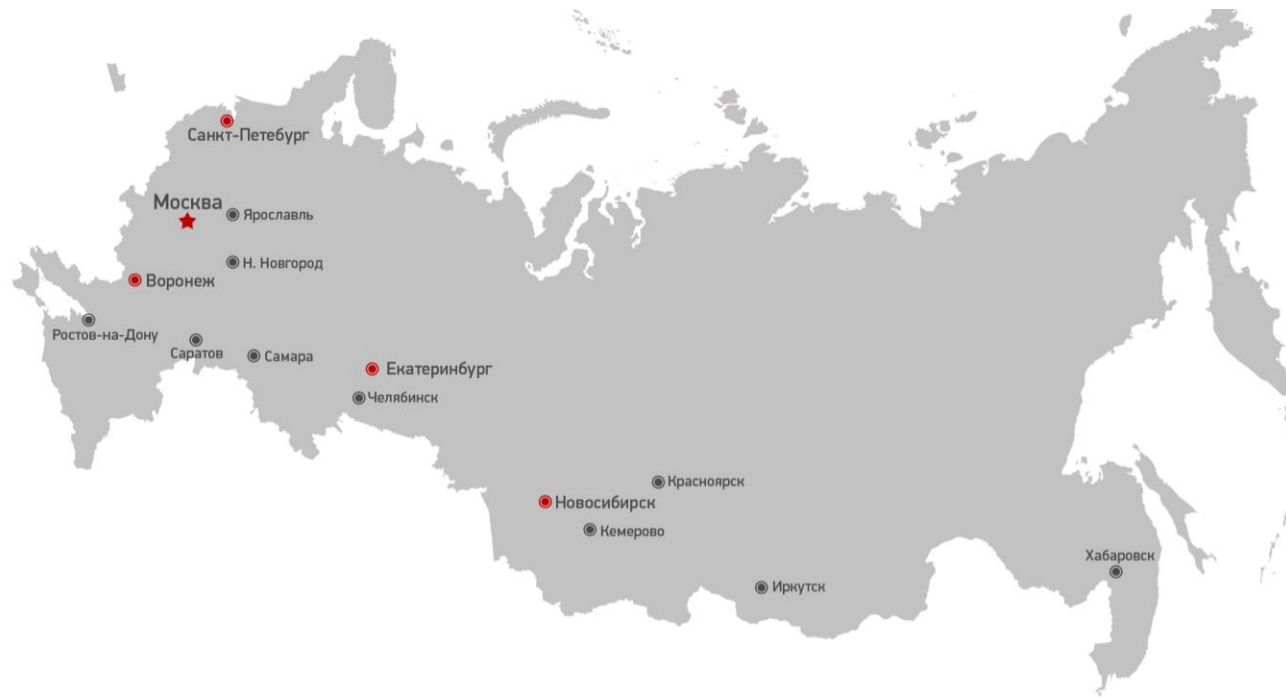 Санкт-Петебург
Москва
Ярославль
Н. Новгород
Воронеж
Ростов-на-Дону
Саратов
Самара
Екатеринбург
Челябинск
Красноярск
Новосибирск
Кемерово
Хабаровск
Иркутск